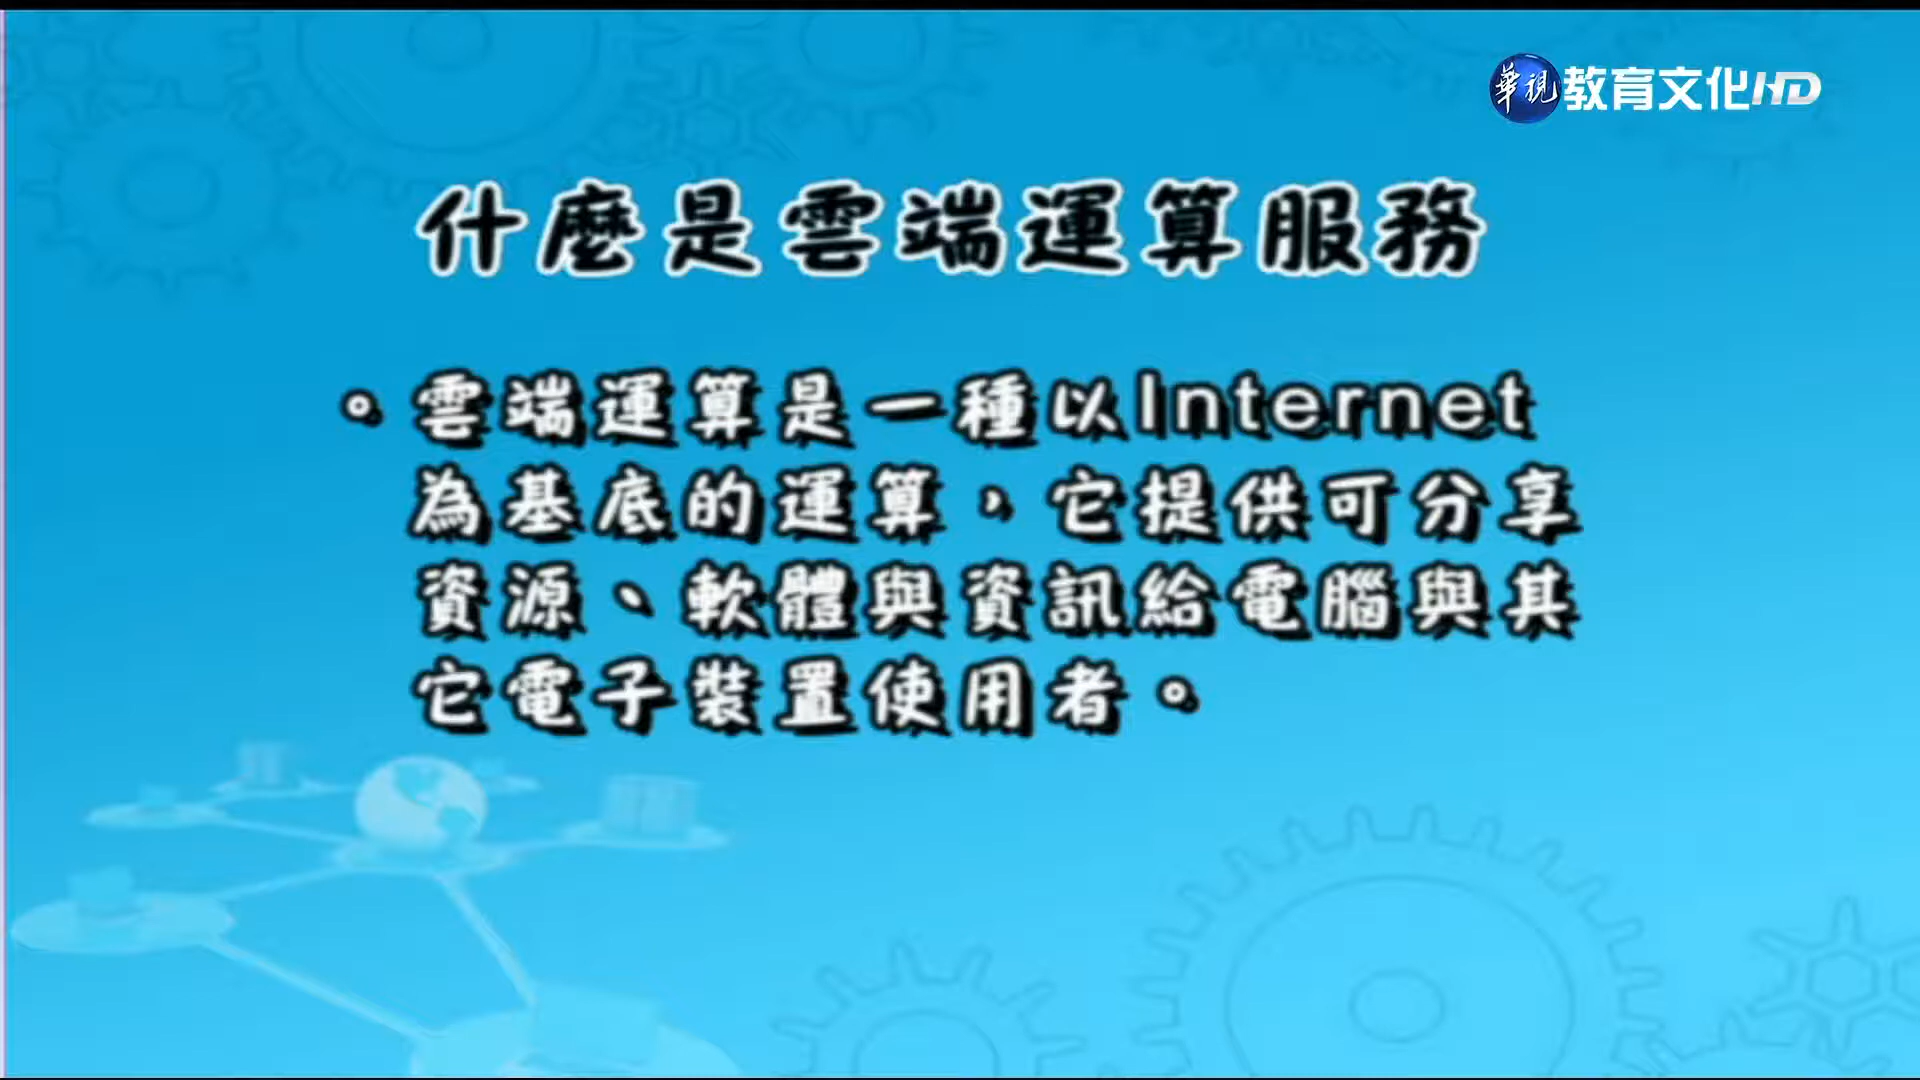 華視 教育文化HD
什麼是雲端運算服務
。雲端運算是一種以Internet
為基底的運算，它提供可分享
資源、軟體與資訊給電腦與其
它電子裝置使用者。